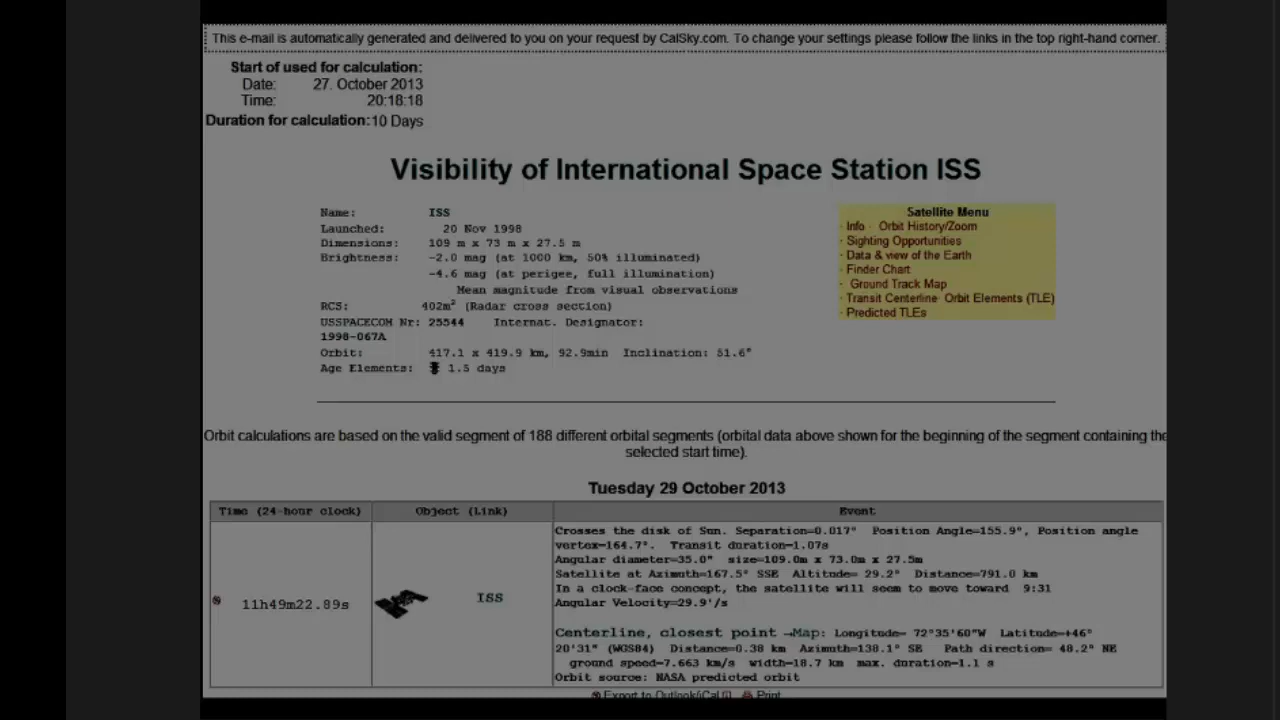 This e-mail is automatically generated and delivered to you on your request by CalSky.com. To change your settings please follow the links in the top right-hand corner.
Start of used for calculation:
Date: 27. October 2013
Time: 20:18:18
Duration for calculation: 10 Days
Visibility of International Space Station ISS
Name: ISS
Launched: 20 Nov 1998
Dimensions: 109 m x 73 m x 27.5 m
Brightness: -2.0 mag (at 1000 km, 50% illuminated)
-4.6 mag (at perigee, full illumination)
Mean magnitude from visual observations
RCS: 402m² (Radar cross section)
USSPACECOM Nr: 25544 Internat. Designator:
1998-067A
Orbit: 417.1 x 419.9 km, 92.9min Inclination: 51.6°
Age Elements: 1.5 days
Satellite Menu
· Info · Orbit History/Zoom
· Sighting Opportunities
· Data & view of the Earth
· Finder Chart
· Ground Track Map
· Transit Centerline· Orbit Elements (TLE)
· Predicted TLEs
Orbit calculations are based on the valid segment of 188 different orbital segments (orbital data above shown for the beginning of the segment containing the
selected start time).
Tuesday 29 October 2013
Time (24-hour clock) Object (Link) Event
11h49m22.89s ISS
Crosses the disk of Sun. Separation=0.017° Position Angle=155.9°, Position angle
vertex=164.7°. Transit duration=1.07s
Angular diameter=35.0" size=109.0m x 73.0m x 27.5m
Satellite at Azimuth=167.5° SSE Altitude= 29.2° Distance=791.0 km
In a clock-face concept, the satellite will seem to move toward 9:31
Angular Velocity=29.9'/s
Centerline, closest point →Map: Longitude= 72°35'60"W Latitude=+46°
20'31" (WGS84) Distance=0.38 km Azimuth=138.1° SE Path direction= 48.2° NE
ground speed=7.663 km/s width=18.7 km max. duration=1.1 s
Orbit source: NASA predicted orbit
Export to Outlook/iCal Print